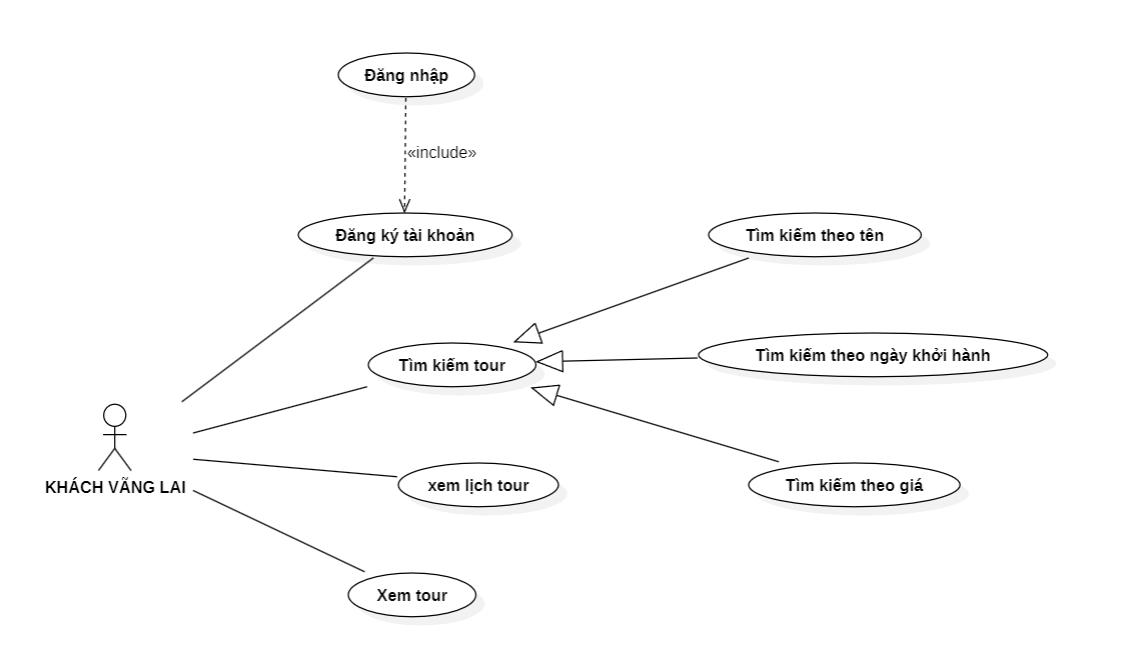 Đăng nhập
«include»
Đăng ký tài khoản
Tìm kiếm theo tên
Tìm kiếm tour
Tìm kiếm theo ngày khởi hành
KHÁCH VÃNG LAI
xem lịch tour
Tìm kiếm theo giá
Xem tour